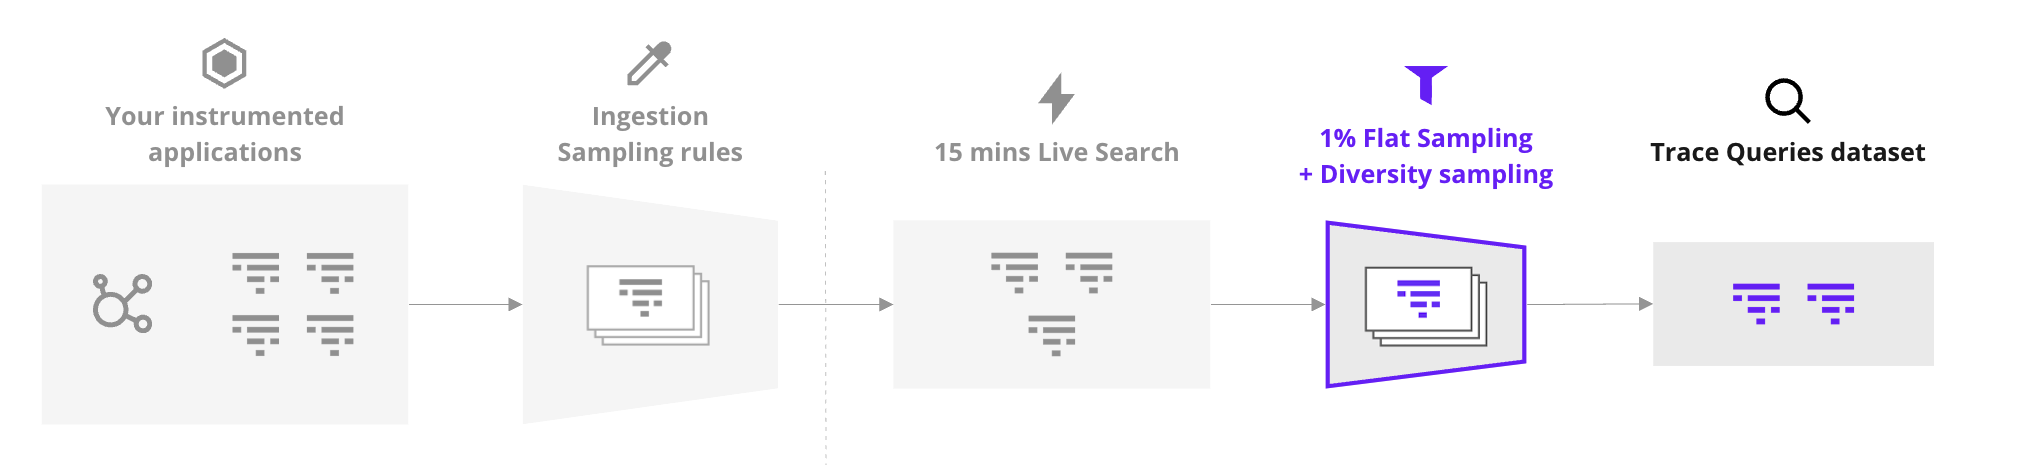 Your instrumented
applications
Ingestion
Sampling rules
15 mins Live Search
1% Flat Sampling
+ Diversity sampling
Trace Queries dataset